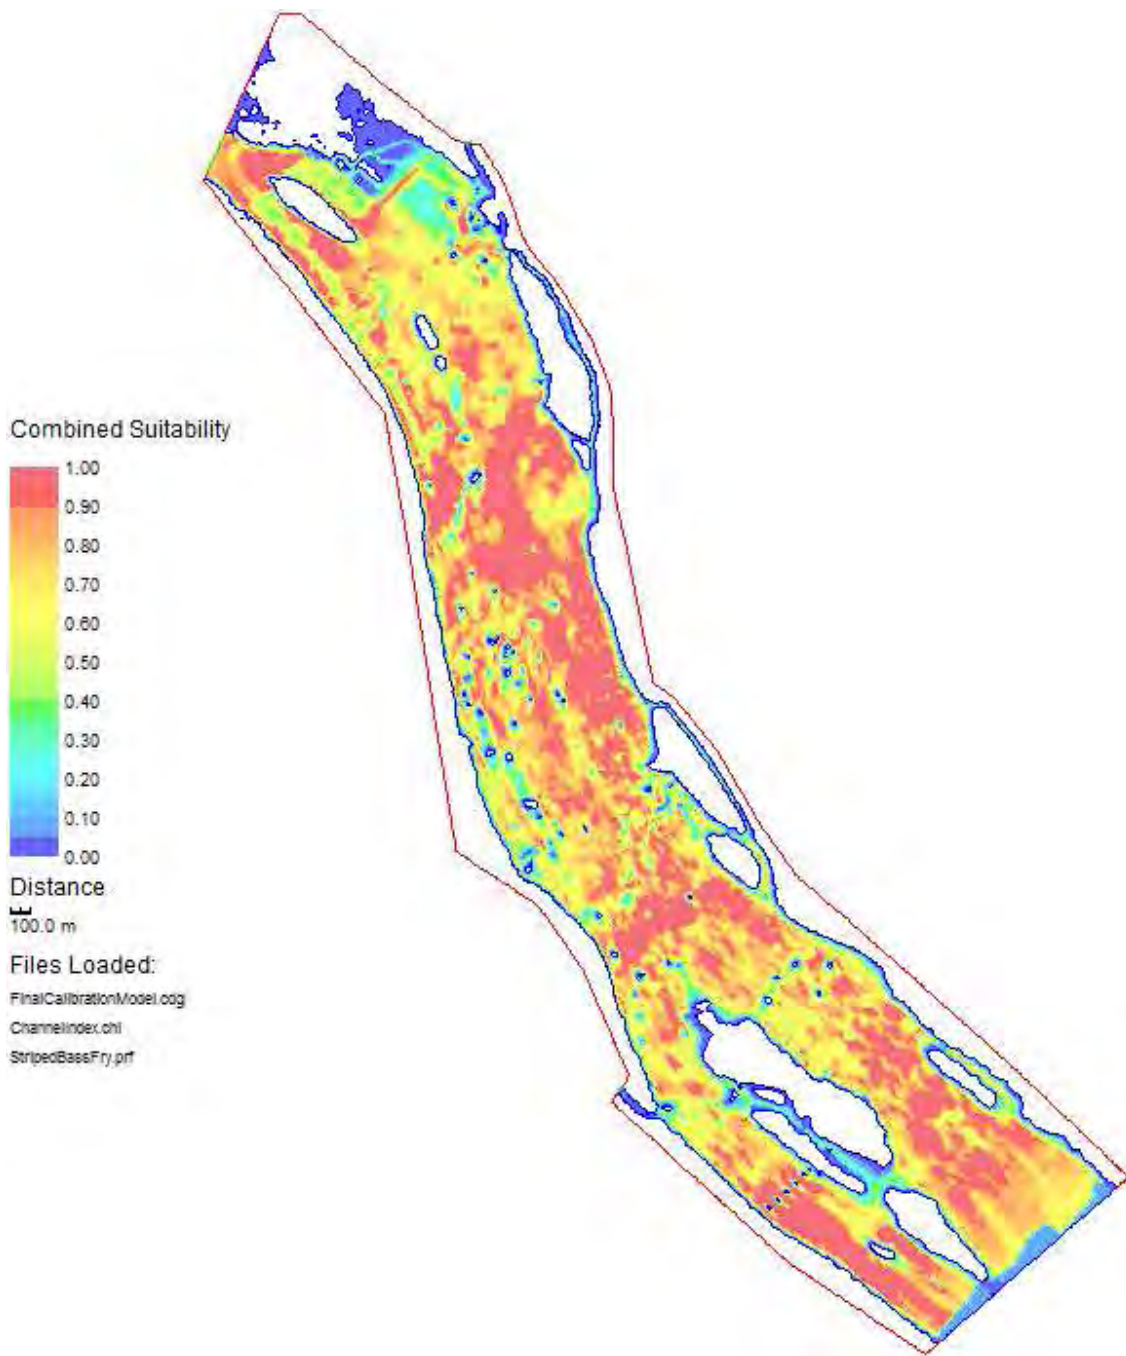 Combined Suitability
1.00
0.90
0.80
0.70
0.60
0.50
0.40
0.30
0.20
0.10
0.00
Distance
100.0 m
Files Loaded:
FinalCalibrationModel.cdg
ChannelIndex.chi
StripedBassFry.prf